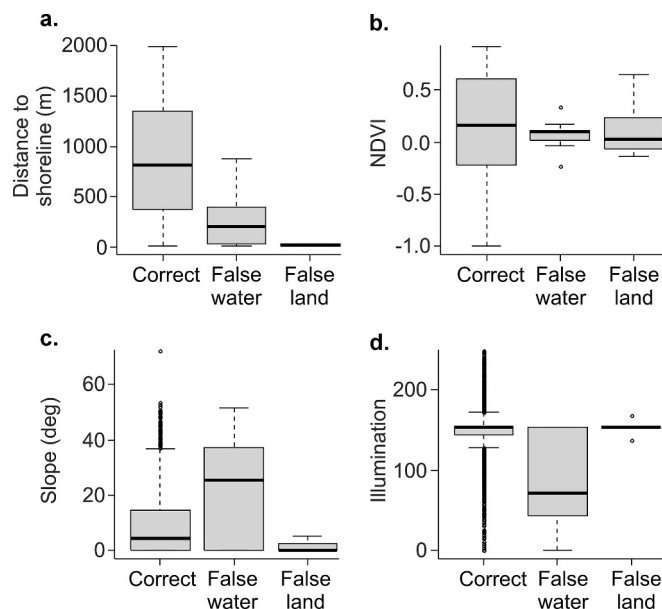 a.
Distance to
shoreline (m)
2000
1500
1000
500
0
Correct False False
water land
b.
NDVI
0.5
0.0
-0.5
-1.0
Correct False False
water land
c.
Slope (deg)
60
40
20
0
Correct False False
water land
d.
Illumination
200
100
0
Correct False False
water land